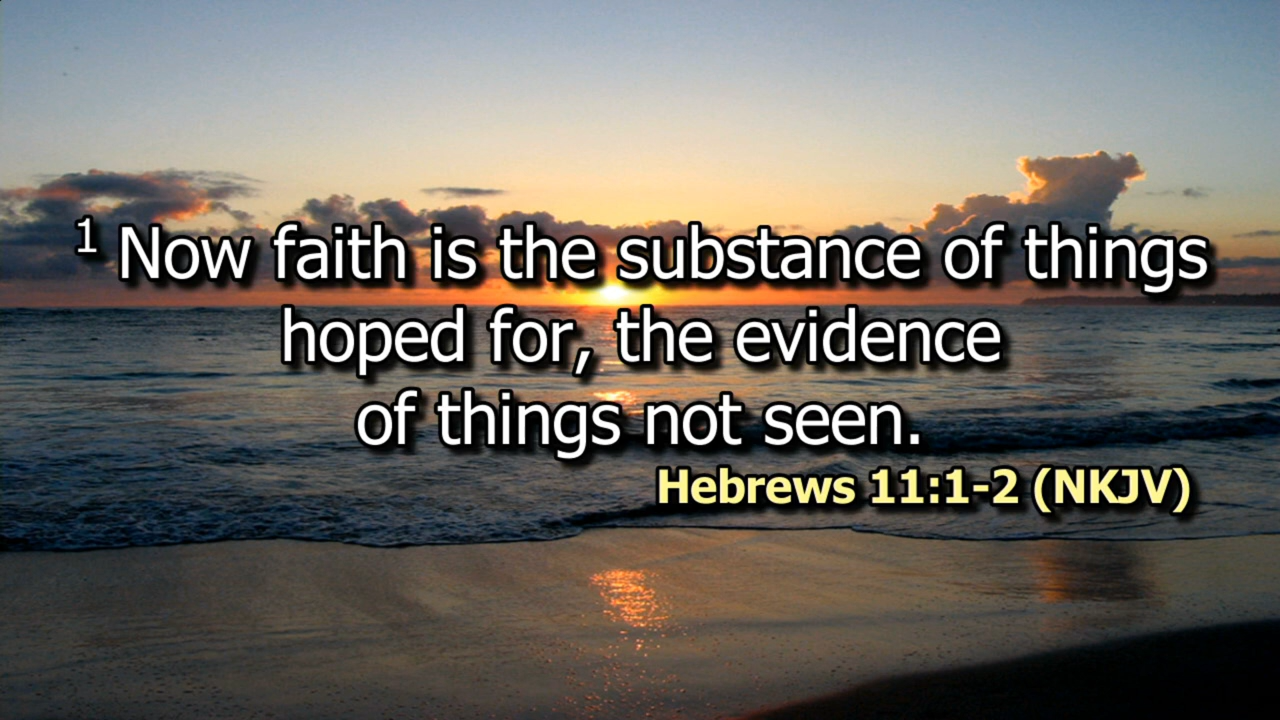 1 Now faith is the substance of things
hoped for, the evidence
of things not seen.
Hebrews 11:1-2 (NKJV)